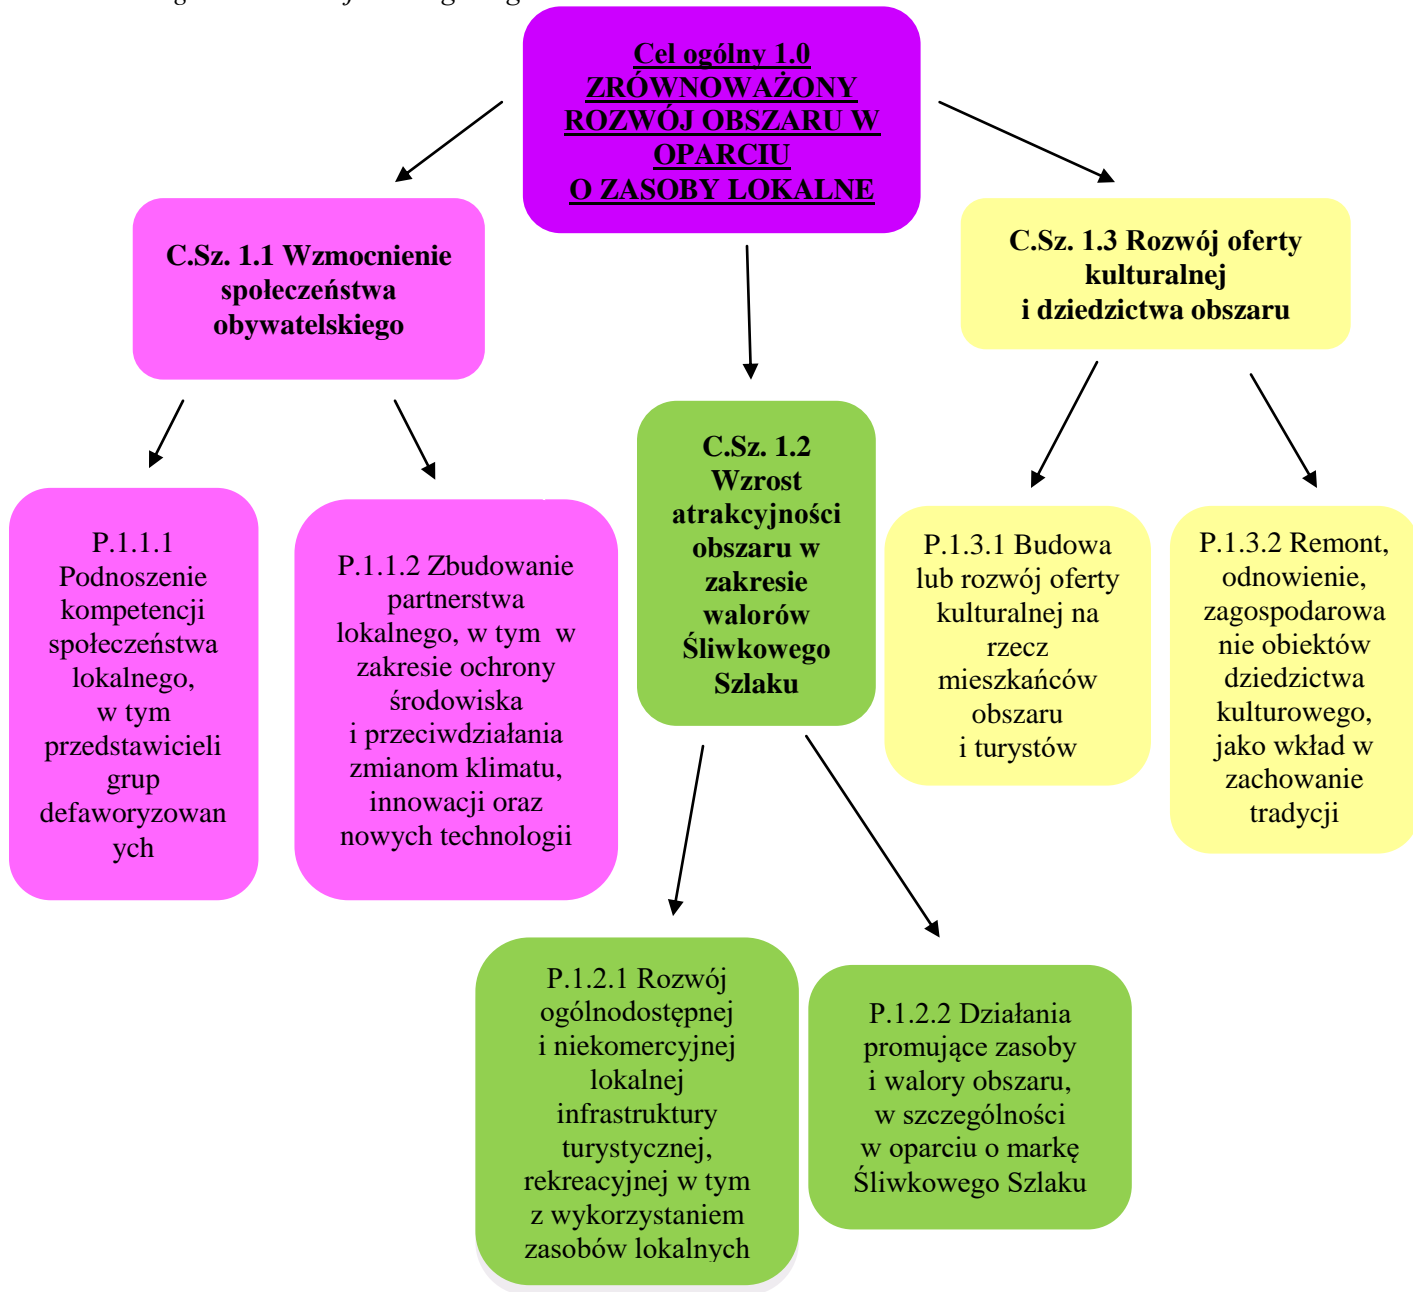 Cel ogólny 1.0
ZRÓWNOWAŻONY
ROZWÓJ OBSZARU W
OPARCIU
O ZASOBY LOKALNE
C.Sz. 1.1 Wzmocnienie
społeczeństwa
obywatelskiego
C.Sz. 1.3 Rozwój oferty
kulturalnej
i dziedzictwa obszaru
C.Sz. 1.2
Wzrost
atrakcyjności
obszaru w
zakresie
walorów
Śliwkowego
Szlaku
P.1.1.1
Podnoszenie
kompetencji
społeczeństwa
lokalnego,
w tym
przedstawicieli
grup
defaworyzowan
ych
P.1.1.2 Zbudowanie
partnerstwa
lokalnego, w tym  w
zakresie ochrony
środowiska
i przeciwdziałania
zmianom klimatu,
innowacji oraz
nowych technologii
P.1.3.1 Budowa
lub rozwój oferty
kulturalnej na
rzecz
mieszkańców
obszaru
i turystów
P.1.3.2 Remont,
odnowienie,
zagospodarowa
nie obiektów
dziedzictwa
kulturowego,
jako wkład w
zachowanie
tradycji
P.1.2.1 Rozwój
ogólnodostępnej
i niekomercyjnej
lokalnej
infrastruktury
turystycznej,
rekreacyjnej w tym
z wykorzystaniem
zasobów lokalnych
P.1.2.2 Działania
promujące zasoby
i walory obszaru,
w szczególności
w oparciu o markę
Śliwkowego Szlaku